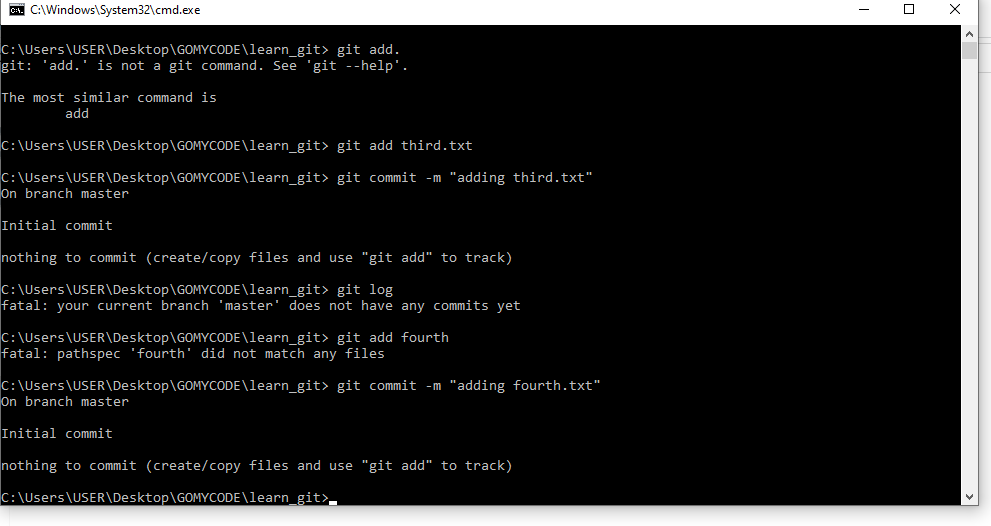 C:\Windows\System32\cmd.exe
C:\Users\USER\Desktop\GOMYCODE\learn_git> git add.
git: 'add.' is not a git command. See 'git --help'.
The most similar command is
        add
C:\Users\USER\Desktop\GOMYCODE\learn_git> git add third.txt
C:\Users\USER\Desktop\GOMYCODE\learn_git> git commit -m "adding third.txt"
On branch master
Initial commit
nothing to commit (create/copy files and use "git add" to track)
C:\Users\USER\Desktop\GOMYCODE\learn_git> git log
fatal: your current branch 'master' does not have any commits yet
C:\Users\USER\Desktop\GOMYCODE\learn_git> git add fourth
fatal: pathspec 'fourth' did not match any files
C:\Users\USER\Desktop\GOMYCODE\learn_git> git commit -m "adding fourth.txt"
On branch master
Initial commit
nothing to commit (create/copy files and use "git add" to track)
C:\Users\USER\Desktop\GOMYCODE\learn_git>